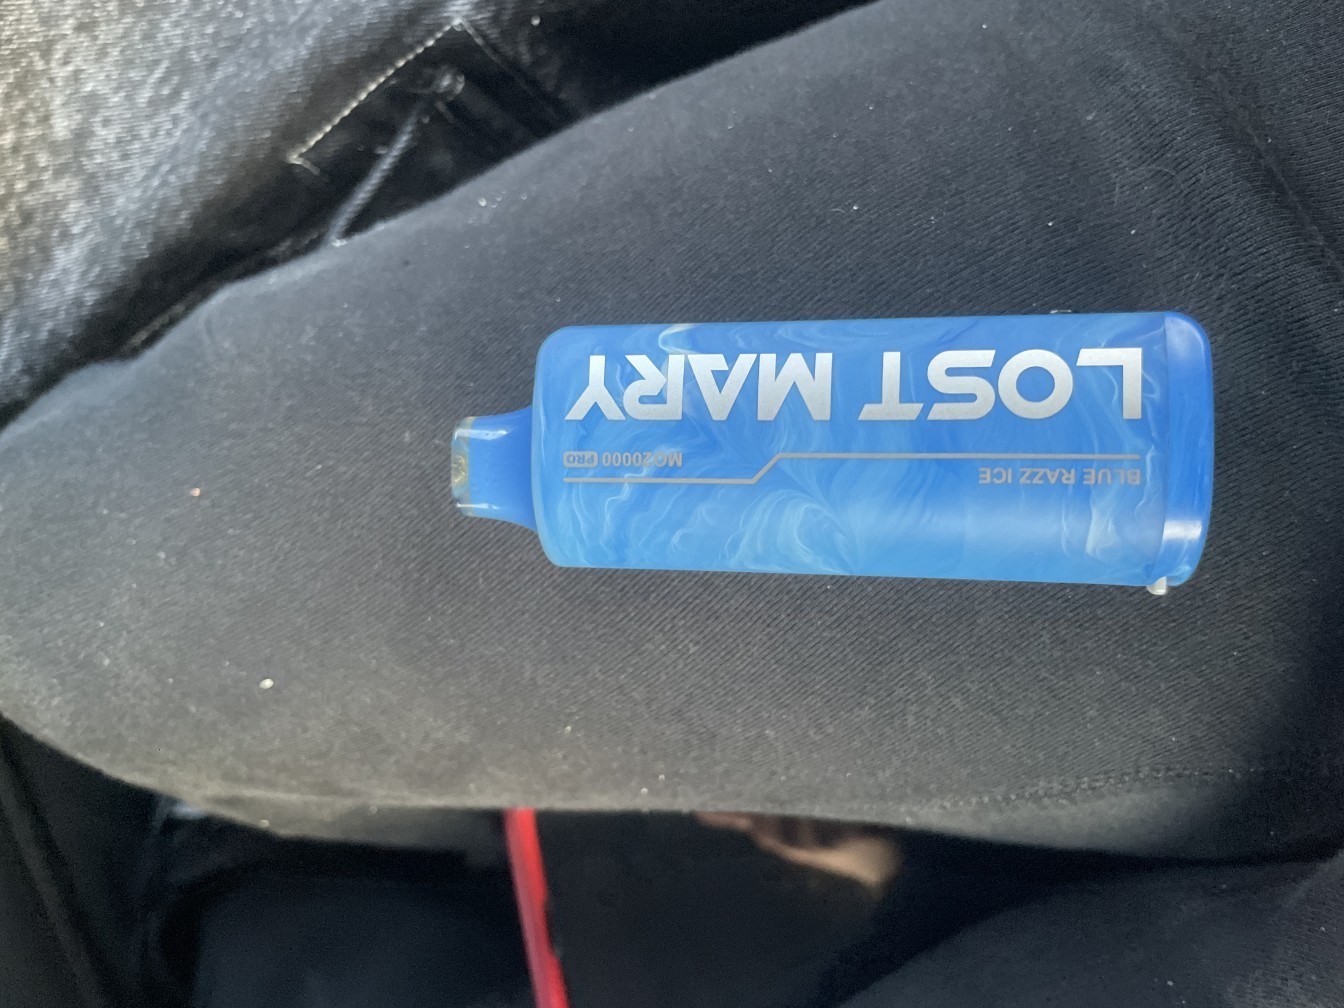 LOST MARY
MO20000 PRO
BLUE RAZZ ICE